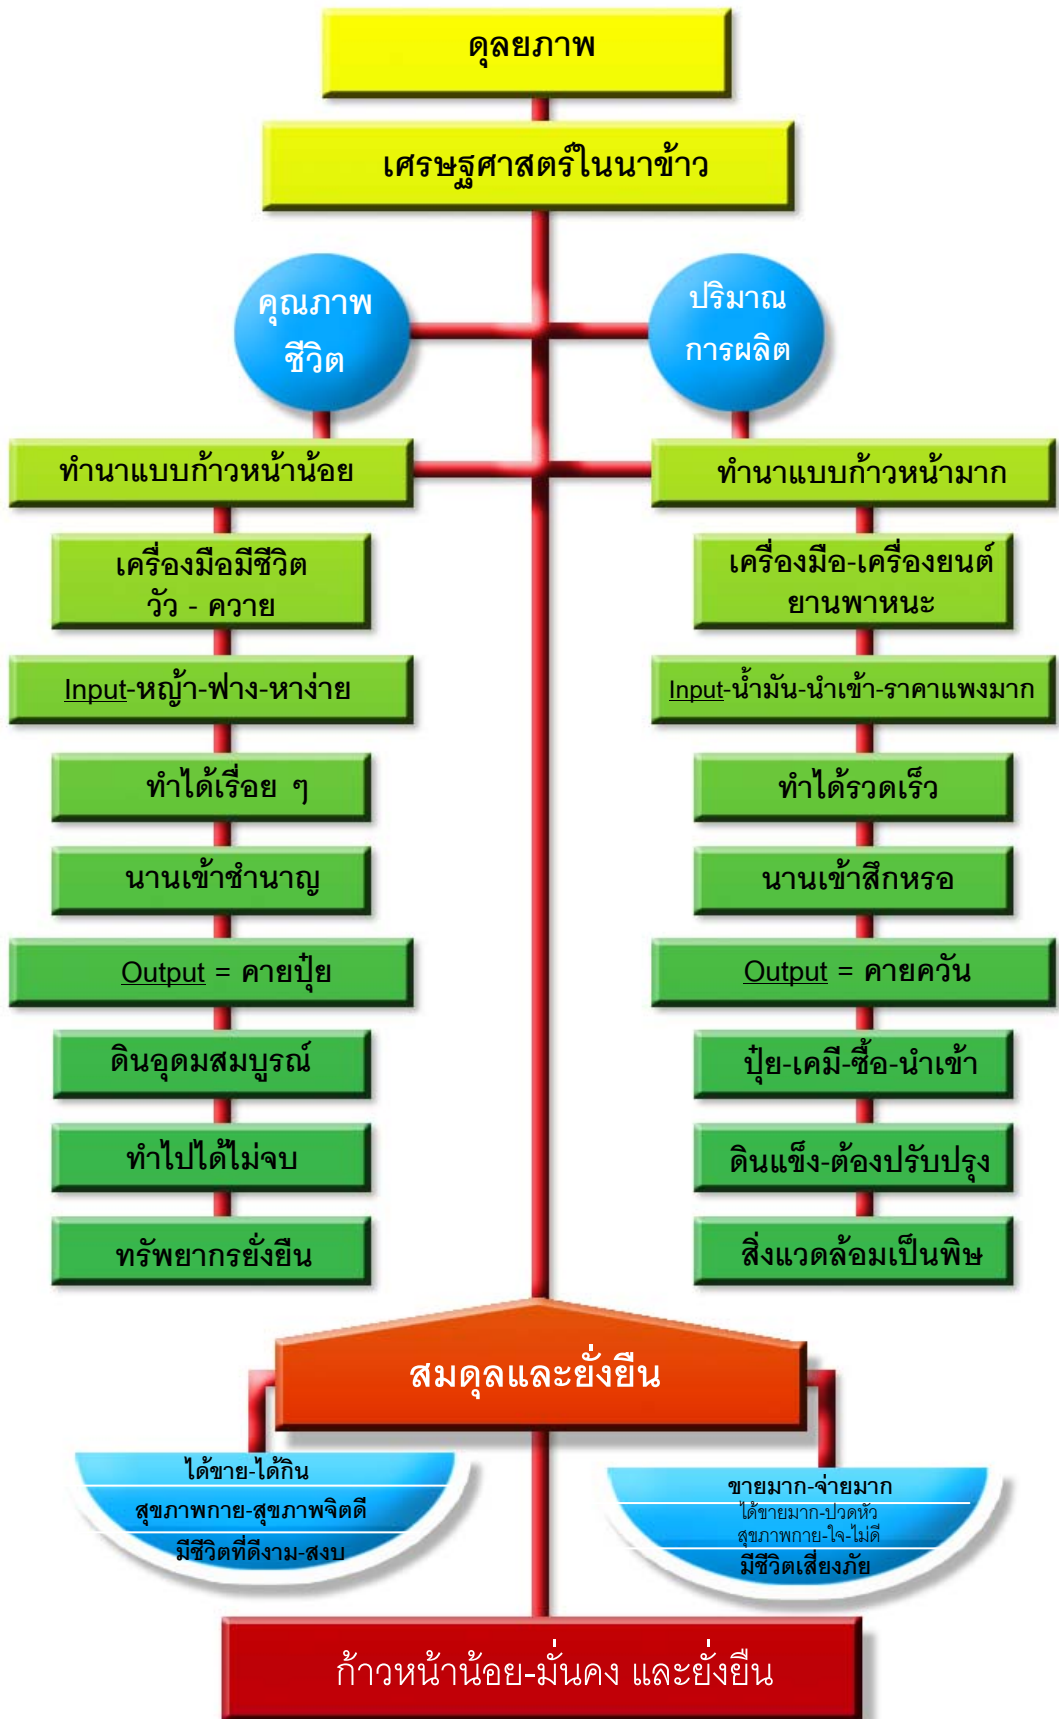 ดุลยภาพ
เศรษฐศาสตร์ในนาข้าว
คุณภาพ
ชีวิต
ปริมาณ
การผลิต
ทำนาแบบก้าวหน้าน้อย
เครื่องมือมีชีวิต
วัว - ควาย
Input-หญ้า-ฟาง-หาง่าย
ทำได้เรื่อย ๆ
นานเข้าชำนาญ
Output = คายปุ๋ย
ดินอุดมสมบูรณ์
ทำไปได้ไม่จบ
ทรัพยากรยั่งยืน
ทำนาแบบก้าวหน้ามาก
เครื่องมือ-เครื่องยนต์
ยานพาหนะ
Input-น้ำมัน-นำเข้า-ราคาแพงมาก
ทำได้รวดเร็ว
นานเข้าสึกหรอ
Output = คายควัน
ปุ๋ย-เคมี-ซื้อ-นำเข้า
ดินแข็ง-ต้องปรับปรุง
สิ่งแวดล้อมเป็นพิษ
สมดุลและยั่งยืน
ได้ขาย-ได้กิน
สุขภาพกาย-สุขภาพจิตดี
มีชีวิตที่ดีงาม-สงบ
ขายมาก-จ่ายมาก
ได้ขายมาก-ปวดหัว
สุขภาพกาย-ใจ-ไม่ดี
มีชีวิตเสี่ยงภัย
ก้าวหน้าน้อย-มั่นคง และยั่งยืน